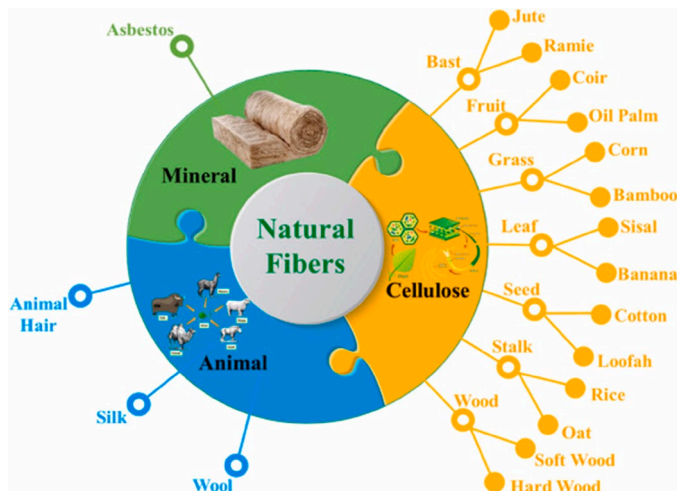 Asbestos
Mineral
Natural
Fibers
Cellulose
Animal
Animal
Hair
Silk
Wool
Bast
Jute
Ramie
Fruit
Coir
Oil Palm
Grass
Corn
Bamboo
Leaf
Sisal
Banana
Seed
Cotton
Loofah
Stalk
Rice
Oat
Wood
Soft Wood
Hard Wood